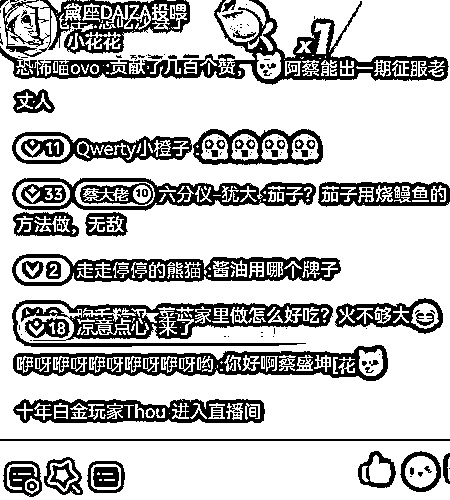 黛座DAIZA投喂
小花花
x1
恐怖喵ovo :贡献了几百个赞, 阿蔡能出一期征服老
丈人
11 Qwerty小橙子 :
33 蔡大佬 10 六分仪-犹大 :茄子？茄子用烧鳗鱼的
方法做，无敌
2 走走停停的熊猫 :酱油用哪个牌子
家里做怎么好吃？火不够大
18 凉意点心 来了
咿呀咿呀咿呀咿呀咿呀哟 :你好啊蔡盛坤[花
十年白金玩家Thou 进入直播间